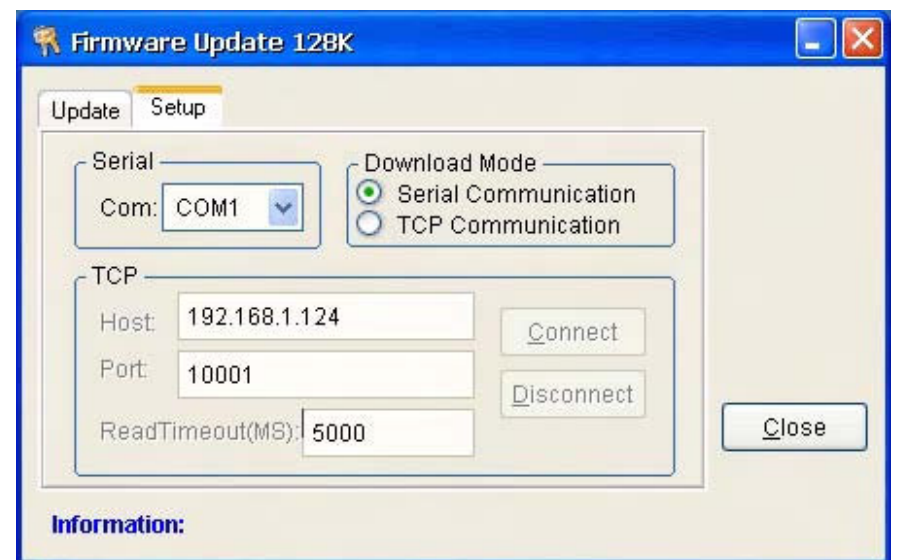 Firmware Update 128K
Update Setup
Serial
Com: COM1
Download Mode
Serial Communication
TCP Communication
TCP
Host: 192.168.1.124
Port: 10001
ReadTimeout(MS): 5000
Connect
Disconnect
Close
Information: